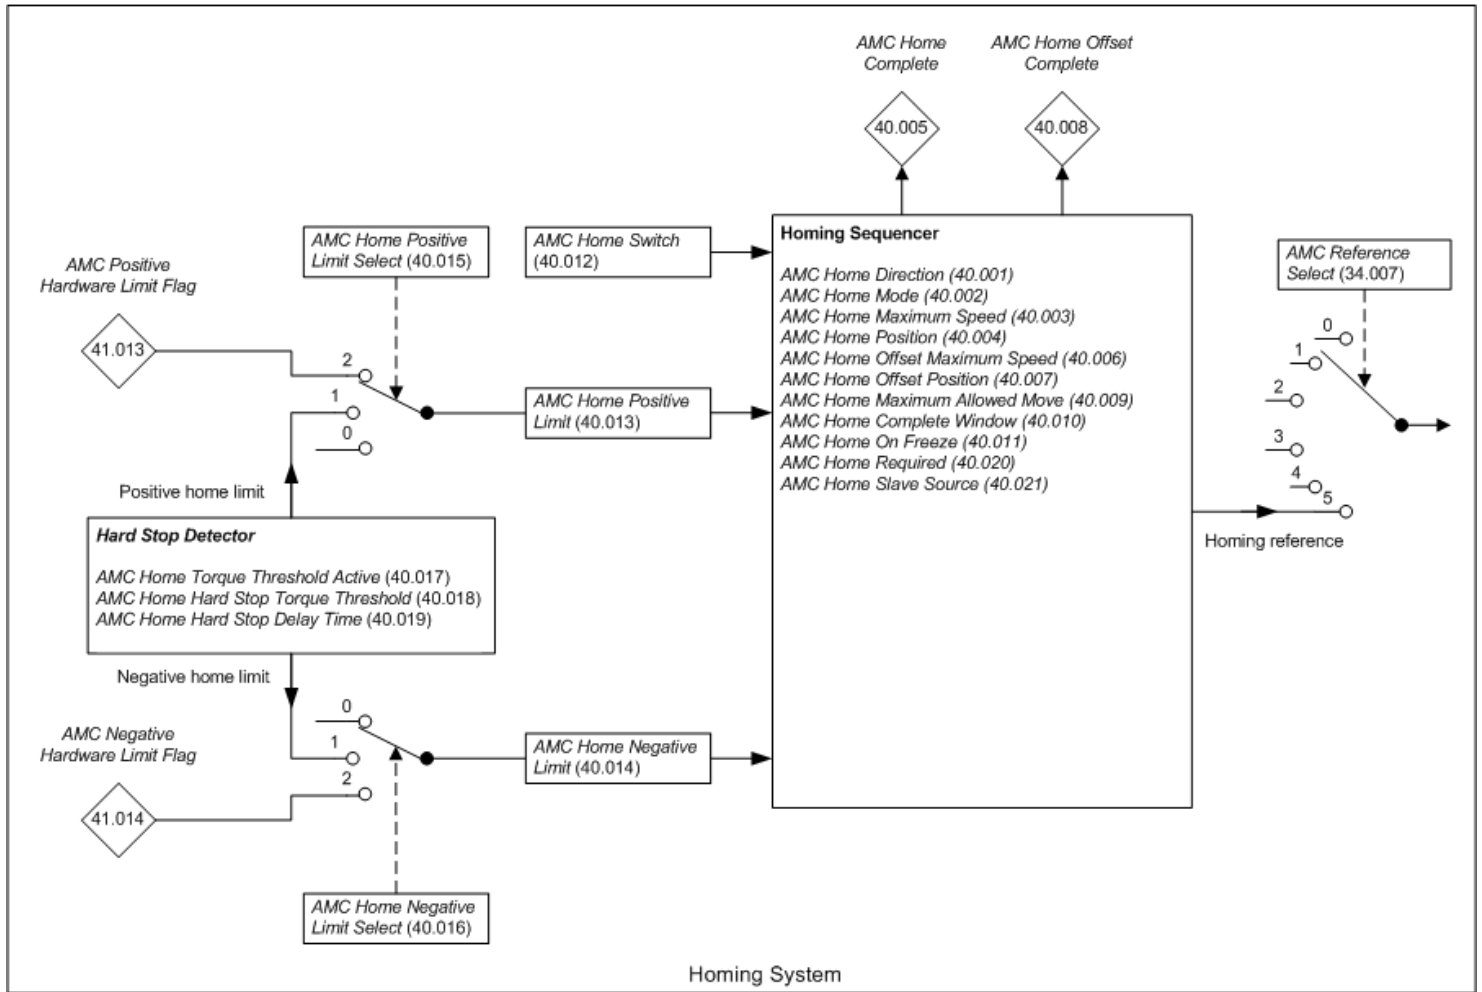 AMC Home
Complete
AMC Home Offset
Complete
40.005
40.008
AMC Positive
Hardware Limit Flag
41.013
AMC Home Positive
Limit Select (40.015)
2
1
0
AMC Home Switch
(40.012)
AMC Home Positive
Limit (40.013)
Positive home limit
Hard Stop Detector
AMC Home Torque Threshold Active (40.017)
AMC Home Hard Stop Torque Threshold (40.018)
AMC Home Hard Stop Delay Time (40.019)
Negative home limit
AMC Negative
Hardware Limit Flag
41.014
0
1
2
AMC Home Negative
Limit (40.014)
AMC Home Negative
Limit Select (40.016)
Homing Sequencer
AMC Home Direction (40.001)
AMC Home Mode (40.002)
AMC Home Maximum Speed (40.003)
AMC Home Position (40.004)
AMC Home Offset Maximum Speed (40.006)
AMC Home Offset Position (40.007)
AMC Home Maximum Allowed Move (40.009)
AMC Home Complete Window (40.010)
AMC Home On Freeze (40.011)
AMC Home Required (40.020)
AMC Home Slave Source (40.021)
AMC Reference
Select (34.007)
0
1
2
3
4
5
Homing reference
Homing System